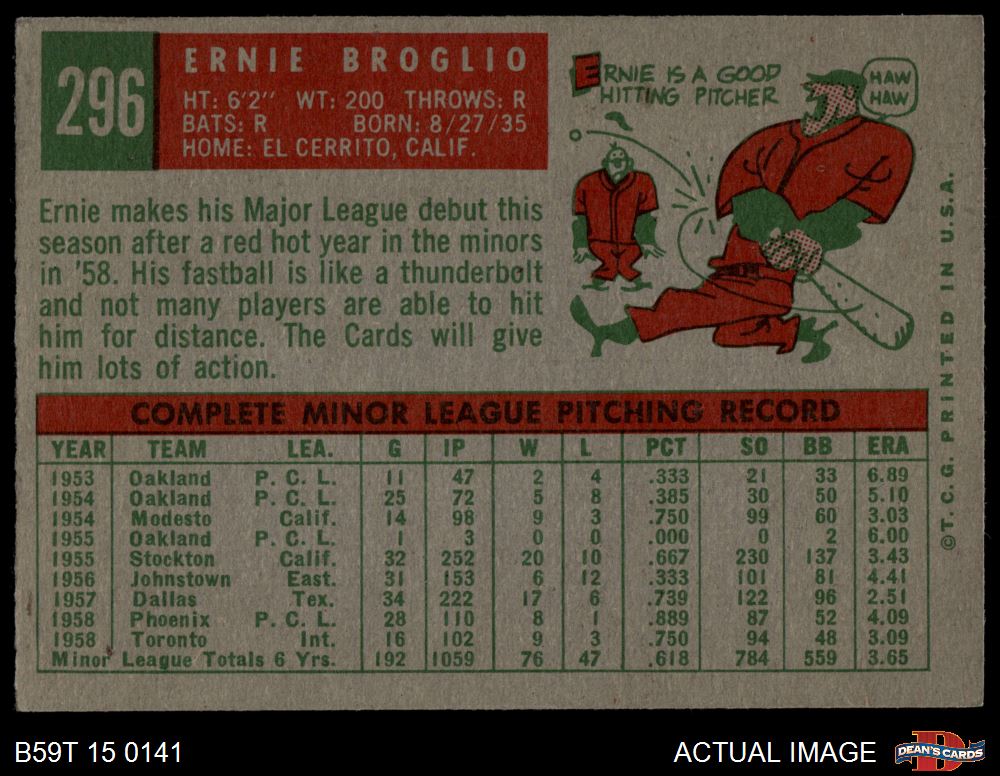 296
ERNIE BROGLIO
HT: 6'2" WT: 200 THROWS: R
BATS: R BORN: 8/27/35
HOME: EL CERRITO, CALIF.
ERNIE IS A GOOD
HITTING PITCHER
HAW
HAW
Ernie makes his Major League debut this
season after a red hot year in the minors
in '58. His fastball is like a thunderbolt
and not many players are able to hit
him for distance. The Cards will give
him lots of action.
COMPLETE MINOR LEAGUE PITCHING RECORD
YEAR TEAM LEA. G IP W L PCT SO BB ERA
1953 Oakland P. C. L. 11 47 2 4 .333 21 33 6.89
1954 Oakland P. C. L. 25 72 5 8 .385 30 50 5.10
1954 Modesto Calif. 14 98 9 3 .750 99 60 3.03
1955 Oakland P. C. L. 1 3 0 0 .000 0 2 6.00
1955 Stockton Calif. 32 252 20 10 .667 230 137 3.43
1956 Johnstown East. 31 153 6 12 .333 101 81 4.41
1957 Dallas Tex. 34 222 17 6 .739 122 96 2.51
1958 Phoenix P. C. L. 28 110 8 1 .889 87 52 4.09
1958 Toronto Int. 16 102 9 3 .750 94 48 3.09
Minor League Totals 6 Yrs. 192 1059 76 47 .618 784 559 3.65
©T. C. G. PRINTED IN U.S.A.
B59T 15 0141
ACTUAL IMAGE
D
DEAN'S CARDS